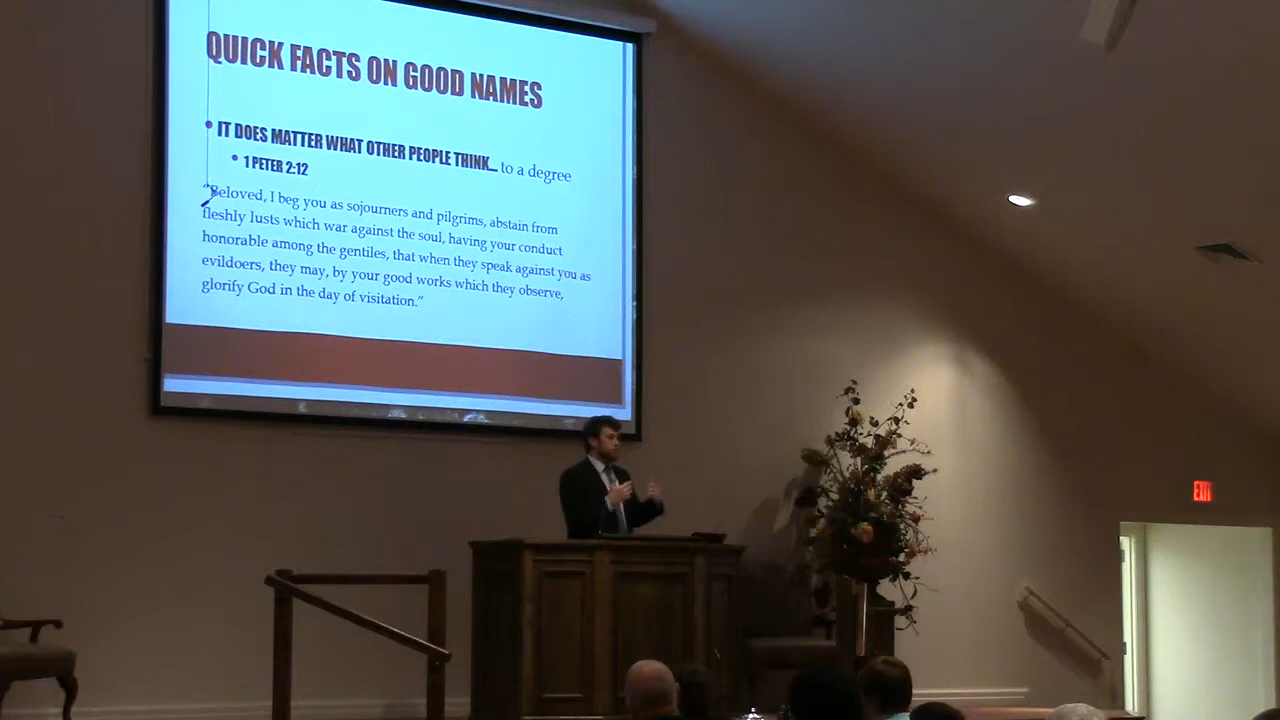 QUICK FACTS ON GOOD NAMES
• IT DOES MATTER WHAT OTHER PEOPLE THINK... to a degree
• 1 PETER 2:12
"Beloved, I beg you as sojourners and pilgrims, abstain from
fleshly lusts which war against the soul, having your conduct
honorable among the gentiles, that when they speak against you as
evildoers, they may, by your good works which they observe,
glorify God in the day of visitation."
EXIT